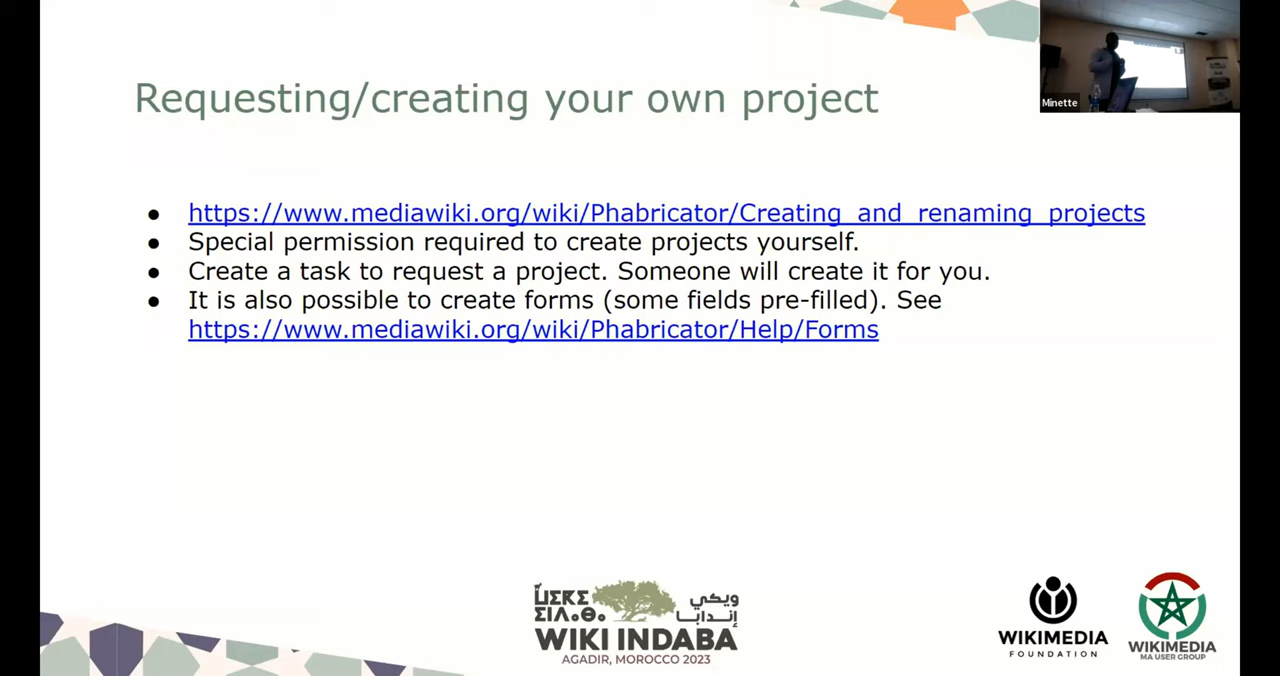 Requesting/creating your own project
Minette
● https://www.mediawiki.org/wiki/Phabricator/Creating_and_renaming_projects
● Special permission required to create projects yourself.
● Create a task to request a project. Someone will create it for you.
● It is also possible to create forms (some fields pre-filled). See
https://www.mediawiki.org/wiki/Phabricator/Help/Forms
ⵡⵉⴽⵉ ويكي
ⵉⵏⴷⴰⴱⴰ إندابا
WIKI INDABA
AGADIR, MOROCCO 2023
WIKIMEDIA
FOUNDATION
WIKIMEDIA
MA USER GROUP